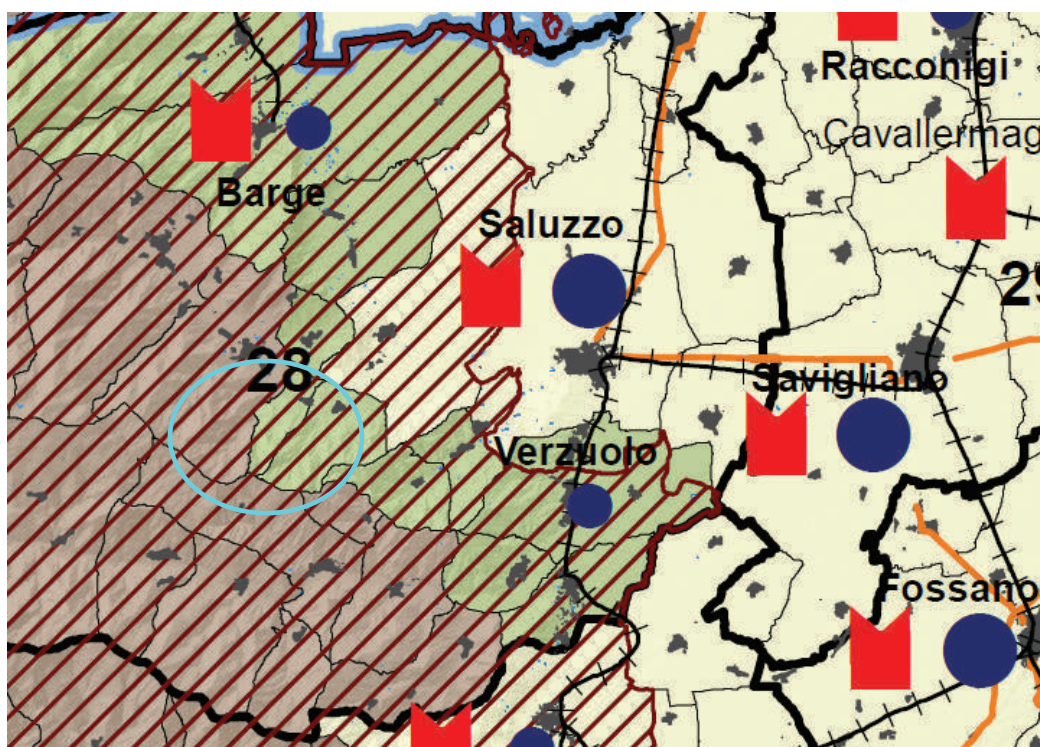 Racconigi
Cavallermag
Barge
Saluzzo
29
28
Savigliano
Verzuolo
Fossano